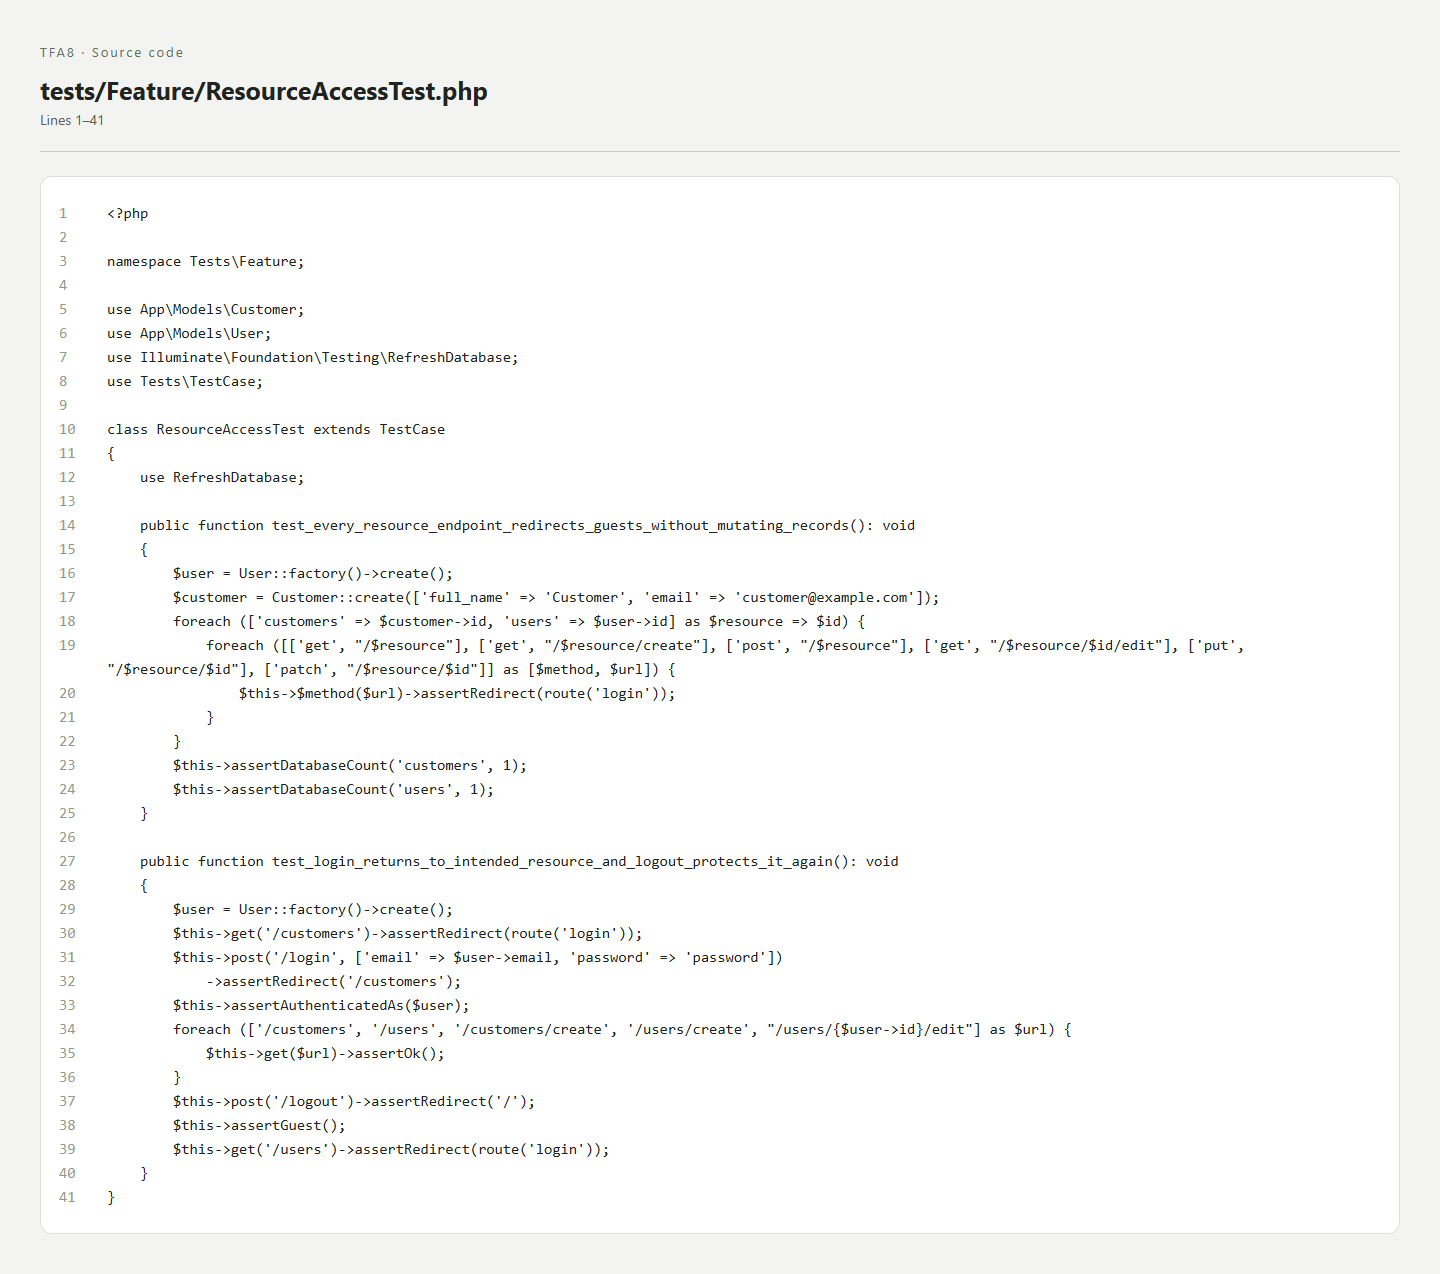 TFA8 · Source code
tests/Feature/ResourceAccessTest.php
Lines 1–41
1 <?php
2
3 namespace Tests\Feature;
4
5 use App\Models\Customer;
6 use App\Models\User;
7 use Illuminate\Foundation\Testing\RefreshDatabase;
8 use Tests\TestCase;
9
10 class ResourceAccessTest extends TestCase
11 {
12     use RefreshDatabase;
13
14     public function test_every_resource_endpoint_redirects_guests_without_mutating_records(): void
15     {
16         $user = User::factory()->create();
17         $customer = Customer::create(['full_name' => 'Customer', 'email' => 'customer@example.com']);
18         foreach (['customers' => $customer->id, 'users' => $user->id] as $resource => $id) {
19             foreach ([['get', "/$resource"], ['get', "/$resource/create"], ['post', "/$resource"], ['get', "/$resource/$id/edit"], ['put',
"/$resource/$id"], ['patch', "/$resource/$id"]] as [$method, $url]) {
20                 $this->$method($url)->assertRedirect(route('login'));
21             }
22         }
23         $this->assertDatabaseCount('customers', 1);
24         $this->assertDatabaseCount('users', 1);
25     }
26
27     public function test_login_returns_to_intended_resource_and_logout_protects_it_again(): void
28     {
29         $user = User::factory()->create();
30         $this->get('/customers')->assertRedirect(route('login'));
31         $this->post('/login', ['email' => $user->email, 'password' => 'password'])
32             ->assertRedirect('/customers');
33         $this->assertAuthenticatedAs($user);
34         foreach (['/customers', '/users', '/customers/create', '/users/create', "/users/{$user->id}/edit"] as $url) {
35             $this->get($url)->assertOk();
36         }
37         $this->post('/logout')->assertRedirect('/');
38         $this->assertGuest();
39         $this->get('/users')->assertRedirect(route('login'));
40     }
41 }